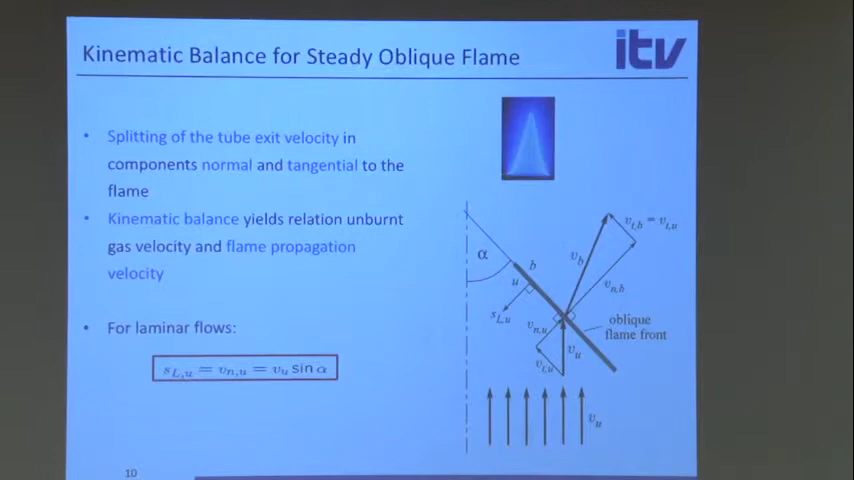 Kinematic Balance for Steady Oblique Flame
itv
• Splitting of the tube exit velocity in
components normal and tangential to the
flame
• Kinematic balance yields relation unburnt
gas velocity and flame propagation
velocity
• For laminar flows:
s_{L,u} = v_{n,u} = v_u sin α
α
b
u
s_{L,u}
v_{n,u}
v_{t,u}
v_u
v_b
v_{t,b} = v_{t,u}
v_{n,b}
oblique
flame front
v_u
10